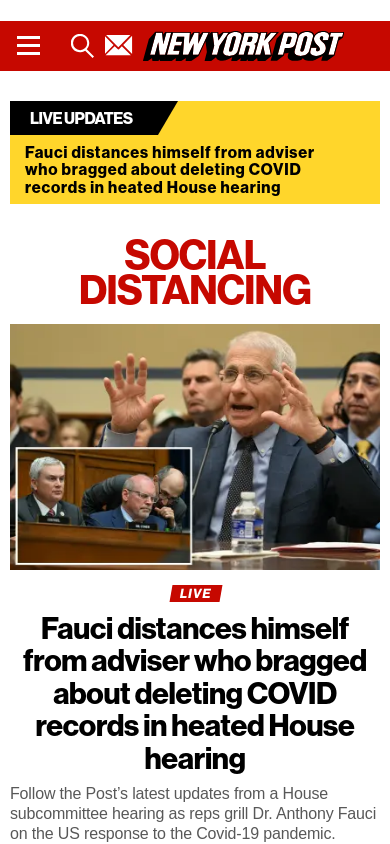 NEW YORK POST
LIVE UPDATES
Fauci distances himself from adviser
who bragged about deleting COVID
records in heated House hearing
SOCIAL
DISTANCING
LIVE
Fauci distances himself
from adviser who bragged
about deleting COVID
records in heated House
hearing
Follow the Post’s latest updates from a House
subcommittee hearing as reps grill Dr. Anthony Fauci
on the US response to the Covid-19 pandemic.